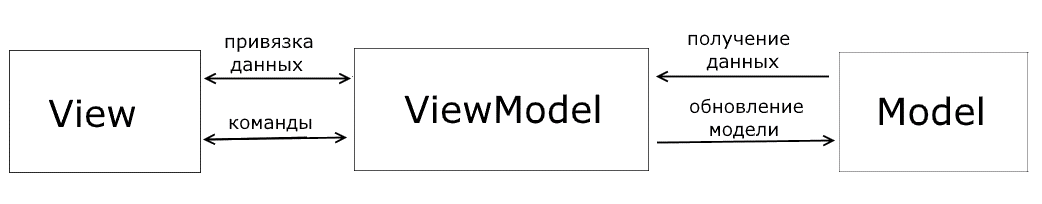 привязка
данных
View
команды
ViewModel
получение
данных
обновление
модели
Model